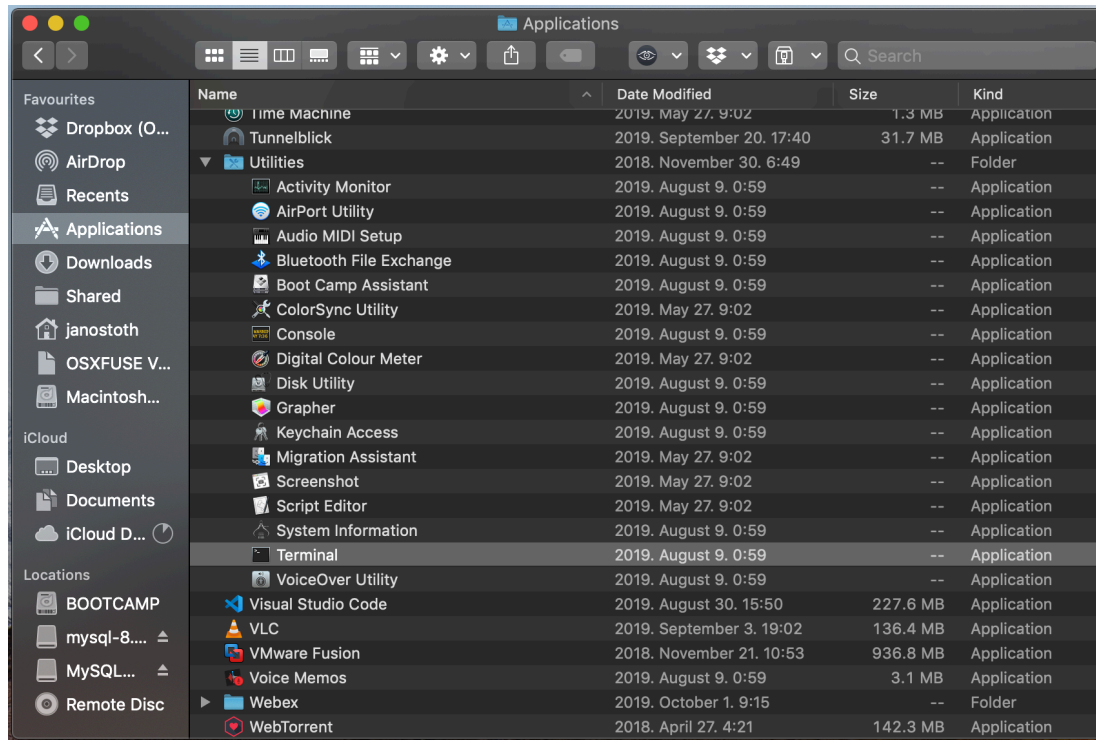 Applications
Search
Favourites
Dropbox (O...
AirDrop
Recents
Applications
Downloads
Shared
janostoth
OSXFUSE V...
Macintosh...
iCloud
Desktop
Documents
iCloud D...
Locations
BOOTCAMP
mysql-8....
MySQL...
Remote Disc
Name Date Modified Size Kind
Time Machine 2019. May 27. 9:02 1.3 MB Application
Tunnelblick 2019. September 20. 17:40 31.7 MB Application
Utilities 2018. November 30. 6:49 -- Folder
Activity Monitor 2019. August 9. 0:59 -- Application
AirPort Utility 2019. August 9. 0:59 -- Application
Audio MIDI Setup 2019. August 9. 0:59 -- Application
Bluetooth File Exchange 2019. August 9. 0:59 -- Application
Boot Camp Assistant 2019. August 9. 0:59 -- Application
ColorSync Utility 2019. May 27. 9:02 -- Application
Console 2019. August 9. 0:59 -- Application
Digital Colour Meter 2019. May 27. 9:02 -- Application
Disk Utility 2019. August 9. 0:59 -- Application
Grapher 2019. August 9. 0:59 -- Application
Keychain Access 2019. August 9. 0:59 -- Application
Migration Assistant 2019. May 27. 9:02 -- Application
Screenshot 2019. May 27. 9:02 -- Application
Script Editor 2019. May 27. 9:02 -- Application
System Information 2019. August 9. 0:59 -- Application
Terminal 2019. August 9. 0:59 -- Application
VoiceOver Utility 2019. August 9. 0:59 -- Application
Visual Studio Code 2019. August 30. 15:50 227.6 MB Application
VLC 2019. September 3. 19:02 136.4 MB Application
VMware Fusion 2018. November 21. 10:53 936.8 MB Application
Voice Memos 2019. August 9. 0:59 3.1 MB Application
Webex 2019. October 1. 9:15 -- Folder
WebTorrent 2018. April 27. 4:21 142.3 MB Application